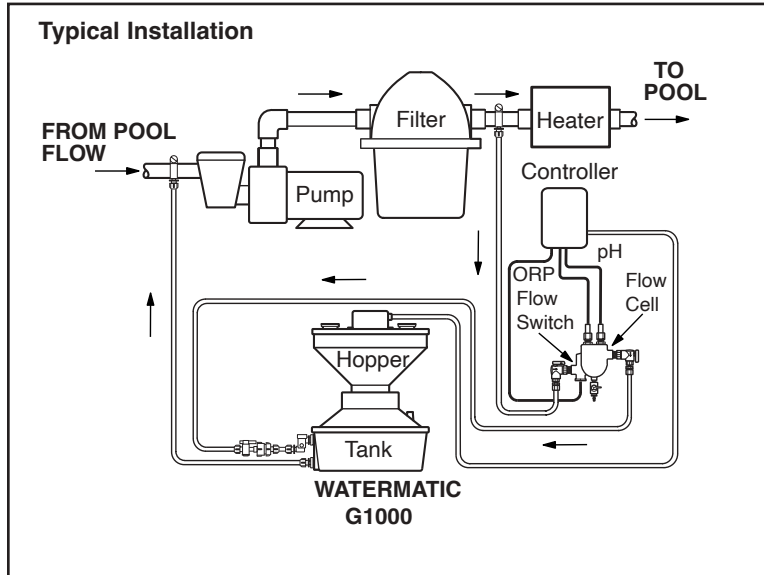 Typical Installation
TO
POOL
FROM POOL
FLOW
Filter
Heater
Pump
Controller
pH
ORP
Flow
Switch
Flow
Cell
Hopper
Tank
WATERMATIC
G1000